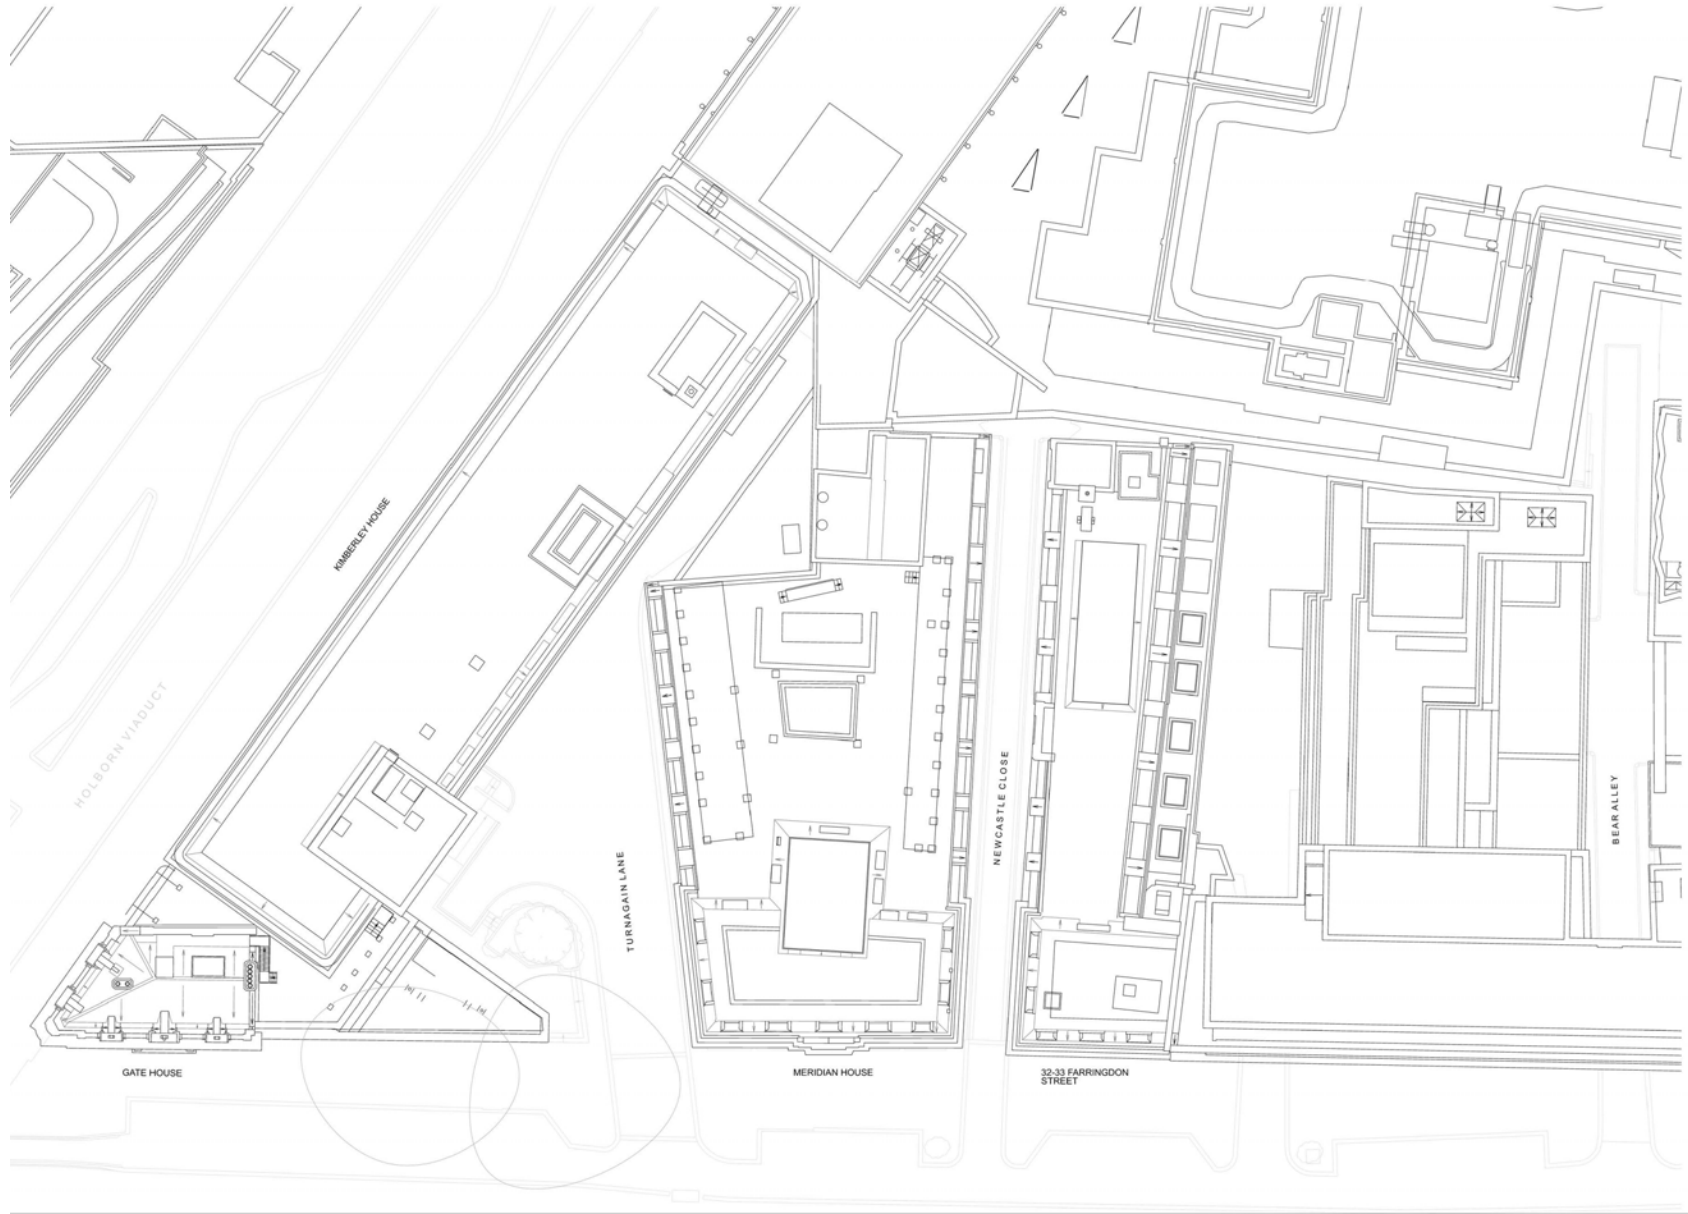 KIMBERLEY HOUSE
HOLBORN VIADUCT
TURNAGAIN LANE
NEWCASTLE CLOSE
BEAR ALLEY
GATE HOUSE
MERIDIAN HOUSE
32-33 FARRINGDON
STREET